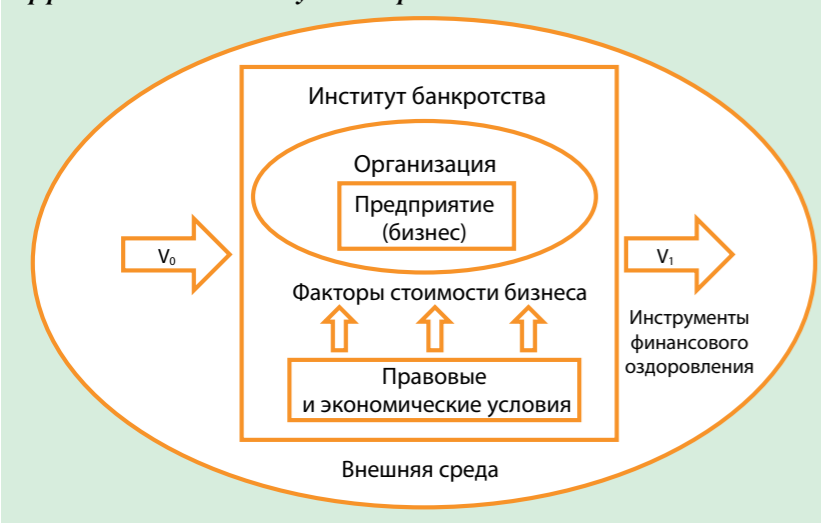 Институт банкротства
Организация
Предприятие
(бизнес)
V₀
V₁
Факторы стоимости бизнеса
Инструменты
финансового
оздоровления
Правовые
и экономические условия
Внешняя среда